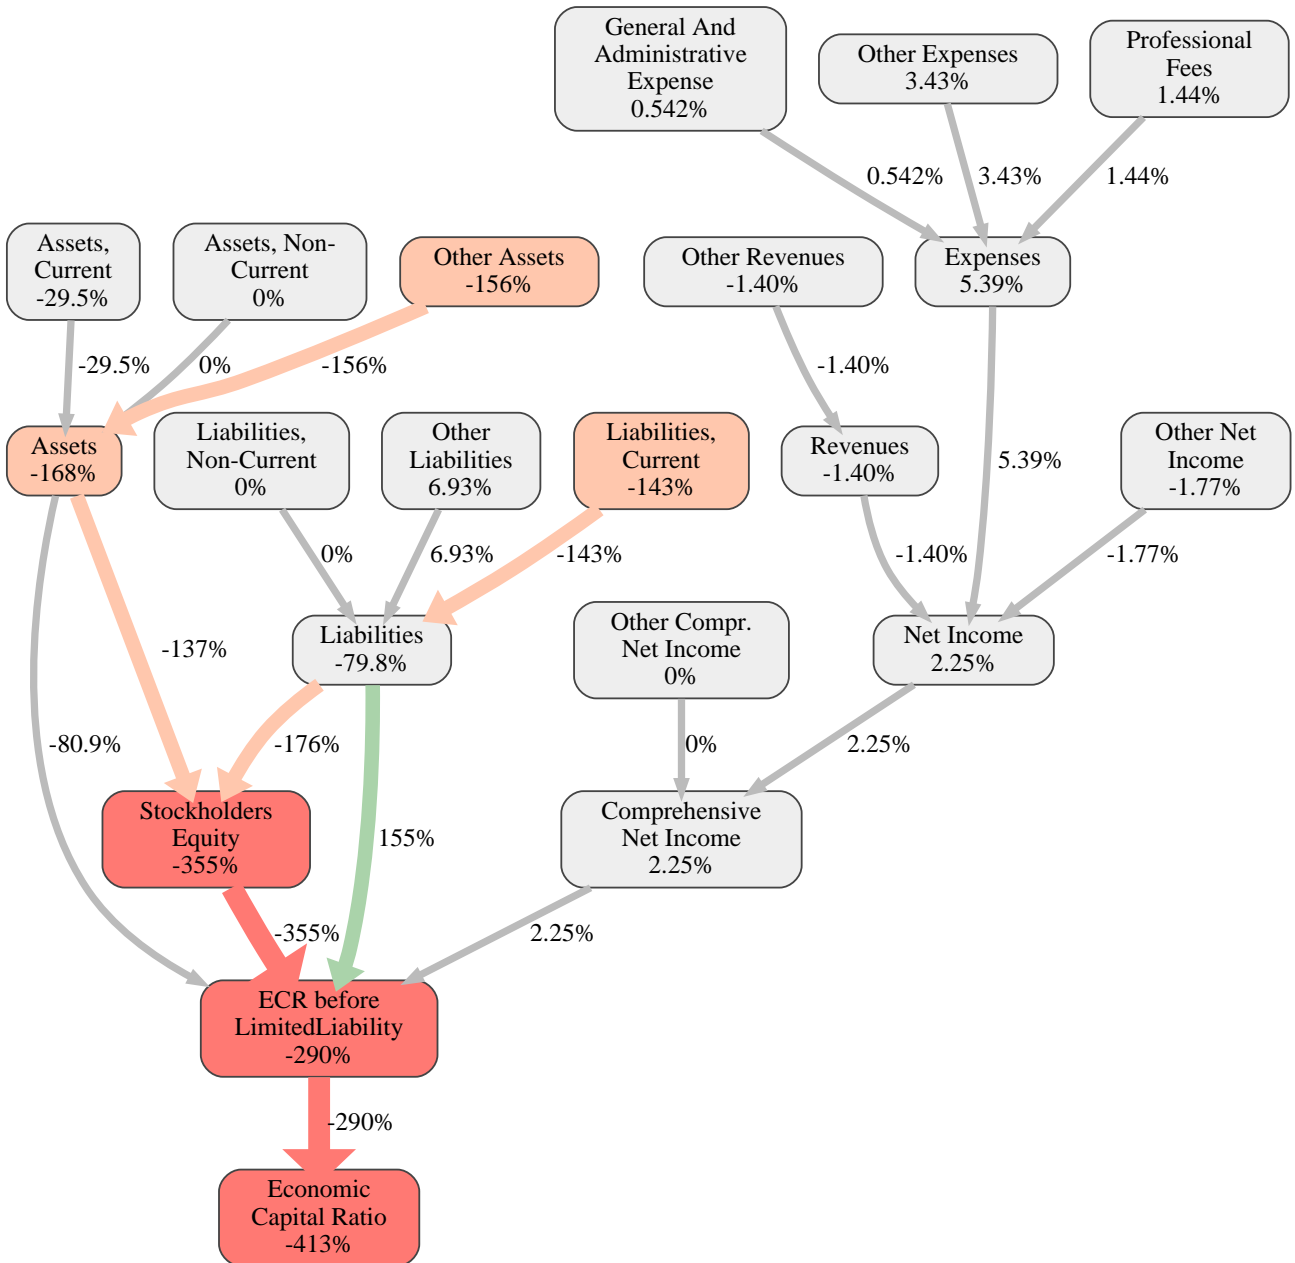 General And
Administrative
Expense
0.542%
Other Expenses
3.43%
Professional
Fees
1.44%
0.542%
3.43%
1.44%
Assets,
Current
-29.5%
Assets, Non-
Current
0%
Other Assets
-156%
Other Revenues
-1.40%
Expenses
5.39%
-29.5%
0%
-156%
-1.40%
Assets
-168%
Liabilities,
Non-Current
0%
Other
Liabilities
6.93%
Liabilities,
Current
-143%
Revenues
-1.40%
5.39%
Other Net
Income
-1.77%
0%
6.93%
-143%
-1.40%
-1.77%
-137%
Liabilities
-79.8%
Other Compr.
Net Income
0%
Net Income
2.25%
-80.9%
-176%
0%
2.25%
Stockholders
Equity
-355%
155%
Comprehensive
Net Income
2.25%
-355%
2.25%
ECR before
LimitedLiability
-290%
-290%
Economic
Capital Ratio
-413%